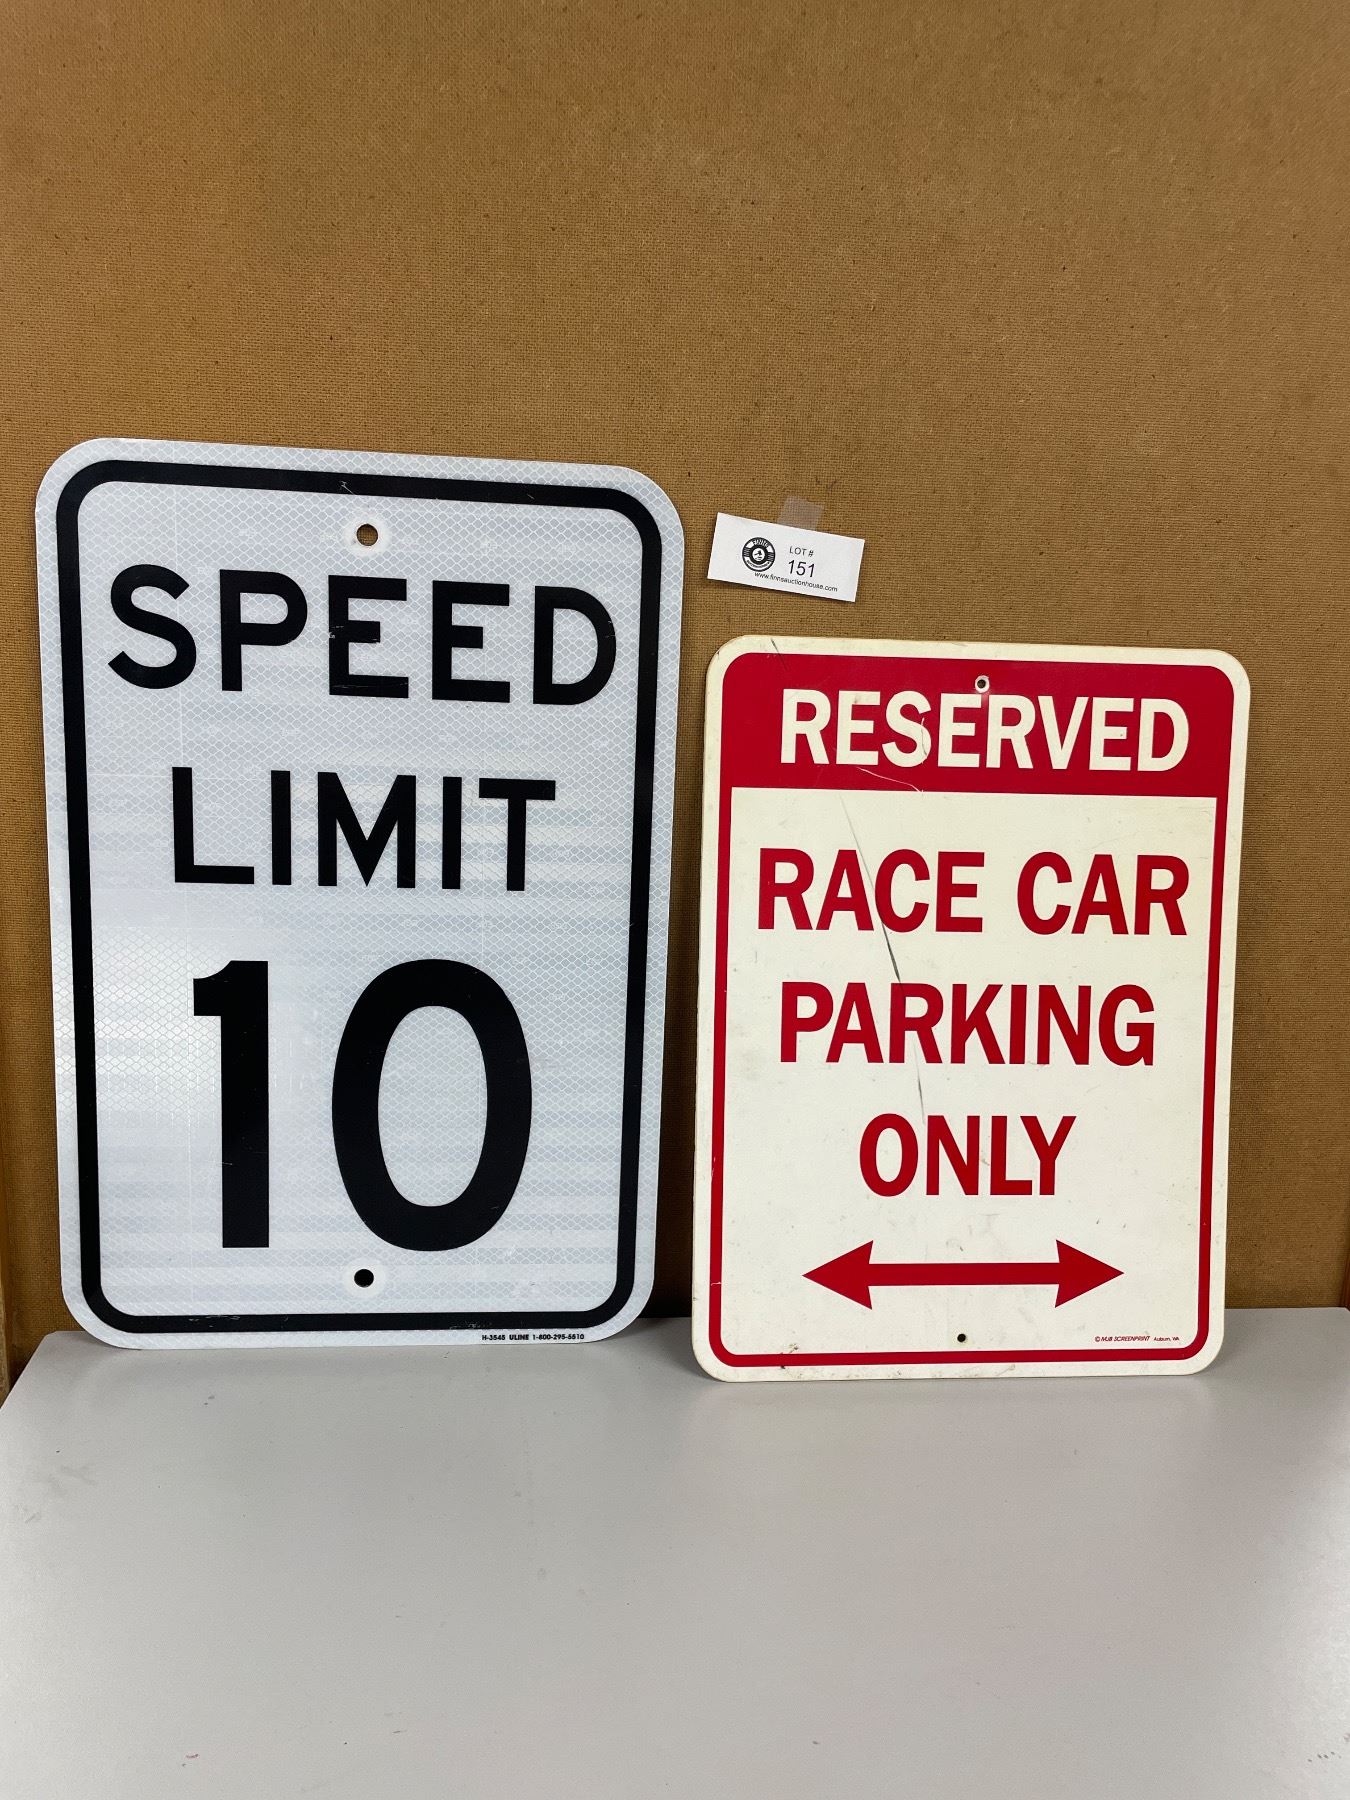 SPEED
LIMIT
10
H-3545 ULINE 1-800-295-5510
LOT #
151
www.finnsauctionhouse.com
RESERVED
RACE CAR
PARKING
ONLY
© MJB SCREENPRINT Auburn, WA